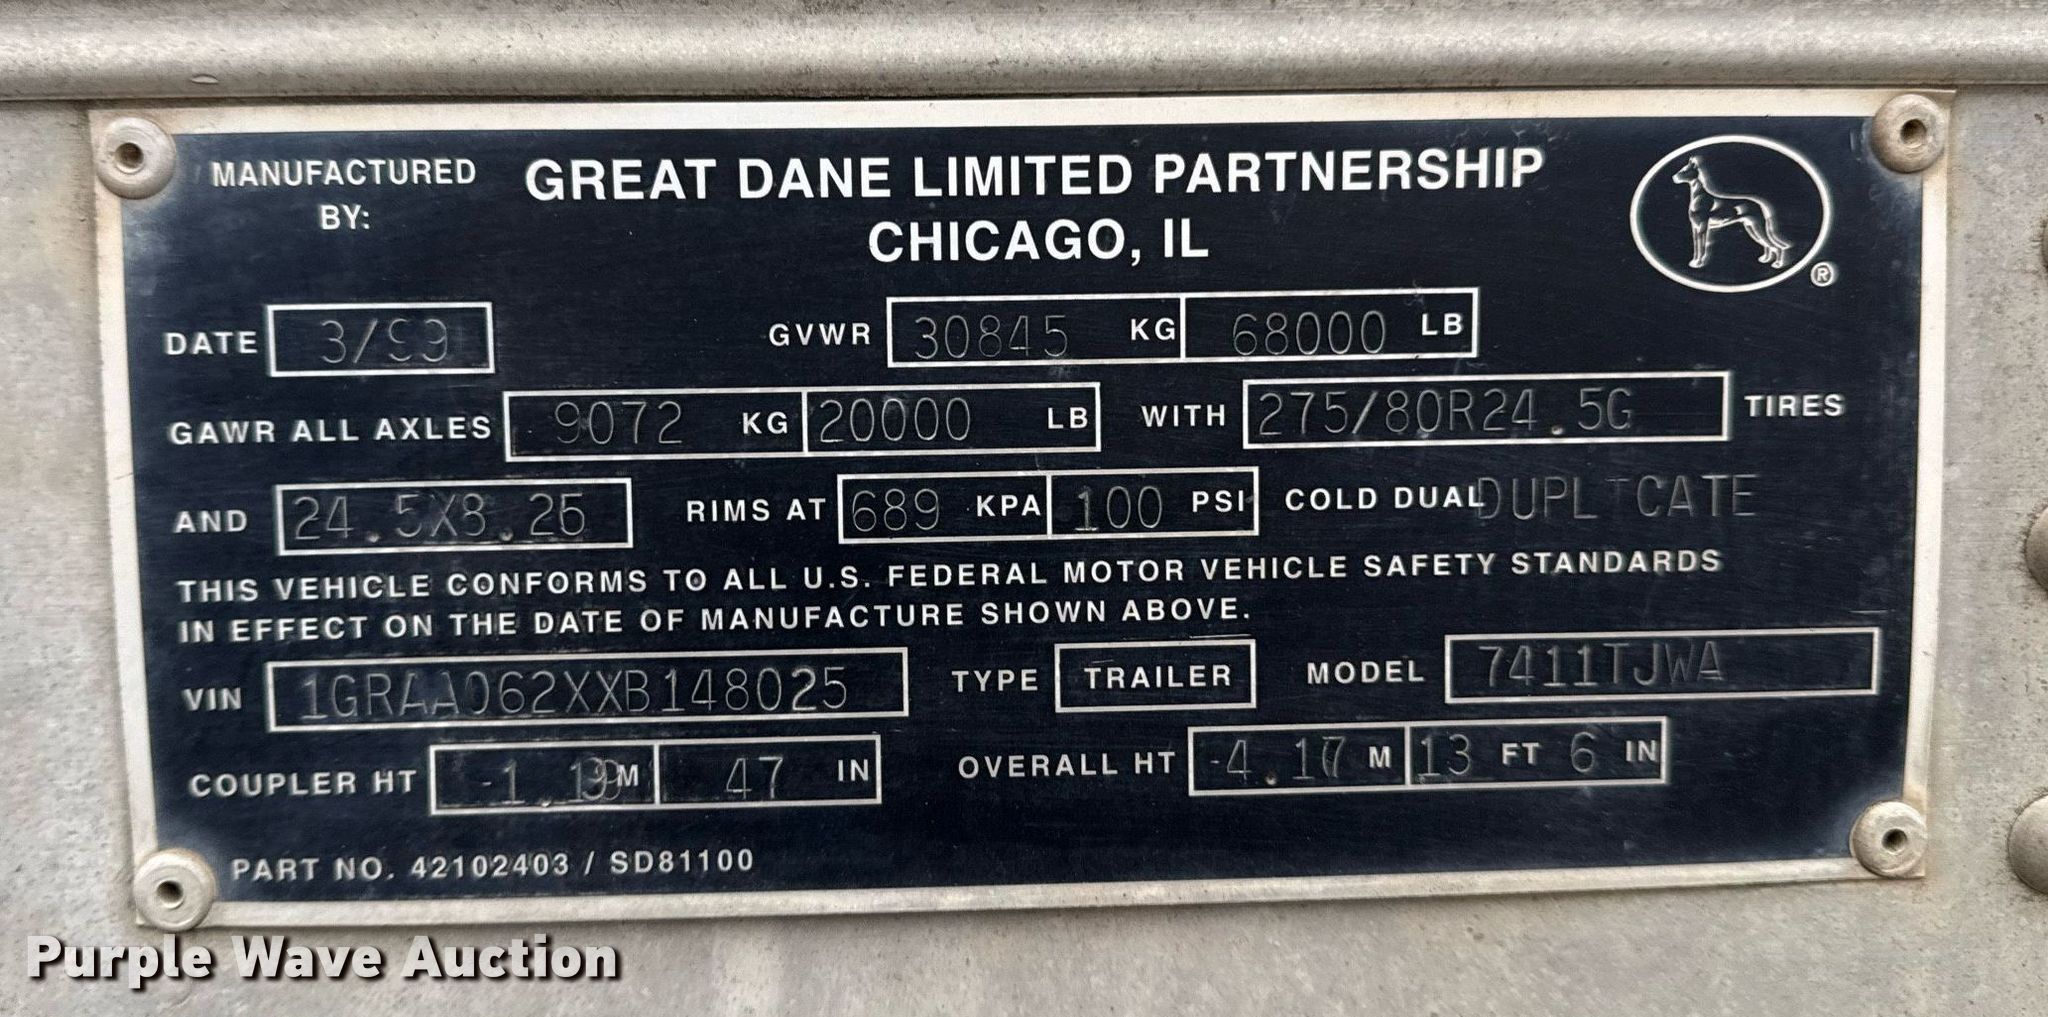 MANUFACTURED BY: GREAT DANE LIMITED PARTNERSHIP
CHICAGO, IL
®
DATE 3/99 GVWR 30845 KG 68000 LB
GAWR ALL AXLES 9072 KG 20000 LB WITH 275/80R24.5G TIRES
AND 24.5X8.25 RIMS AT 689 KPA 100 PSI COLD DUAL DUPLICATE
THIS VEHICLE CONFORMS TO ALL U.S. FEDERAL MOTOR VEHICLE SAFETY STANDARDS
IN EFFECT ON THE DATE OF MANUFACTURE SHOWN ABOVE.
VIN 1GRAA062XXB148025 TYPE TRAILER MODEL 7411TJWA
COUPLER HT -1.19 M 47 IN OVERALL HT -4.17 M 13 FT 6 IN
PART NO. 42102403 / SD81100
Purple Wave Auction